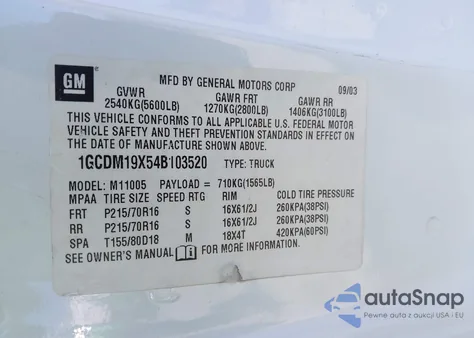 GM
MFD BY GENERAL MOTORS CORP 09/03
GVWR GAWR FRT GAWR RR
2540KG(5600LB) 1270KG(2800LB) 1406KG(3100LB)
THIS VEHICLE CONFORMS TO ALL APPLICABLE U.S. FEDERAL MOTOR
VEHICLE SAFETY AND THEFT PREVENTION STANDARDS IN EFFECT ON
THE DATE OF MANUFACTURE SHOWN ABOVE.
1GCDM19X54B103520 TYPE: TRUCK
MODEL: M11005 PAYLOAD = 710KG(1565LB)
MPAA TIRE SIZE SPEED RTG RIM COLD TIRE PRESSURE
FRT P215/70R16 S 16X61/2J 260KPA(38PSI)
RR P215/70R16 S 16X61/2J 260KPA(38PSI)
SPA T155/80D18 M 18X4T 420KPA(60PSI)
SEE OWNER'S MANUAL FOR MORE INFORMATION.
autoSnap
Pewne auta z aukcji USA i EU